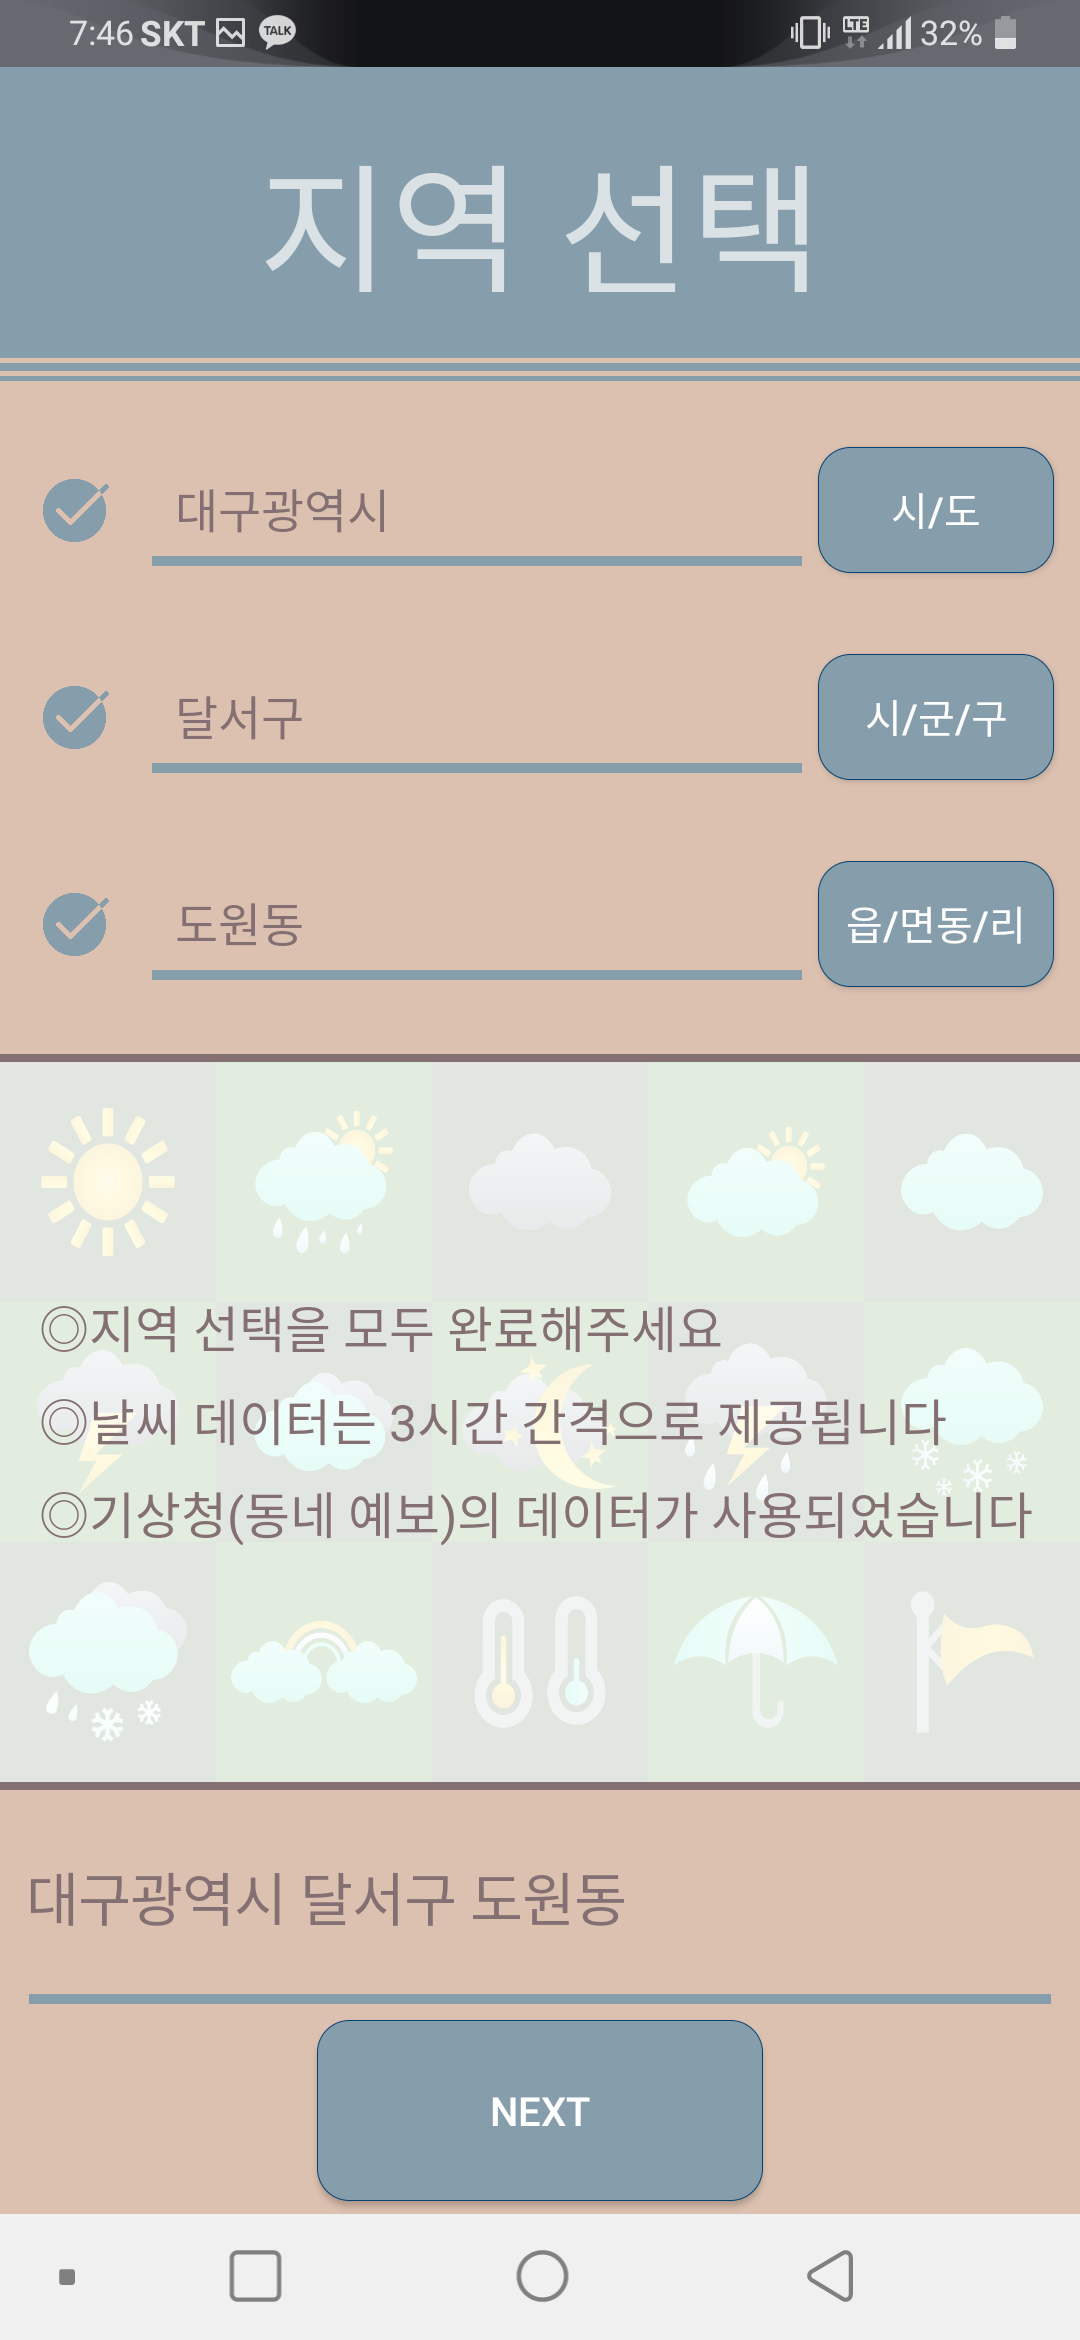 7:46 SKT TALK LTE 32%
지역 선택
대구광역시 시/도
달서구 시/군/구
도원동 읍/면동/리
◎지역 선택을 모두 완료해주세요
◎날씨 데이터는 3시간 간격으로 제공됩니다
◎기상청(동네 예보)의 데이터가 사용되었습니다
대구광역시 달서구 도원동
NEXT